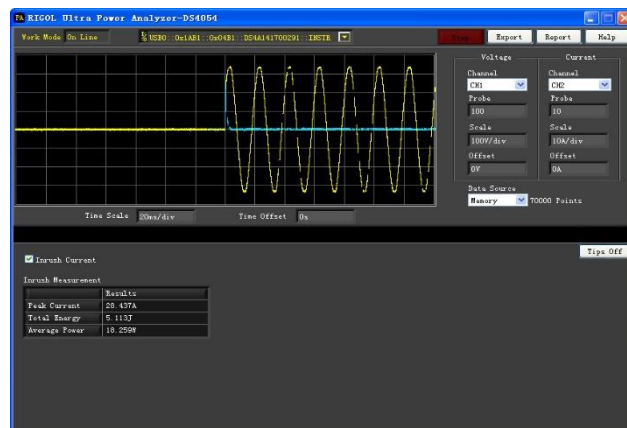 RIGOL Ultra Power Analyzer-DS4054
Work Mode On Line
USB0::0x1AB1::0x04B1::DS4A141700291::INSTR
Stop Export Report Help
Voltage Current
Channel Channel
CH1 CH2
Probe Probe
100 10
Scale Scale
100V/div 10A/div
Offset Offset
0V 0A
Data Source
Memory 70000 Points
Time Scale 20ms/div Time Offset 0s
Tips Off
Inrush Current
Inrush Measurement
Results
Peak Current 28.437A
Total Energy 5.113J
Average Power 18.259W